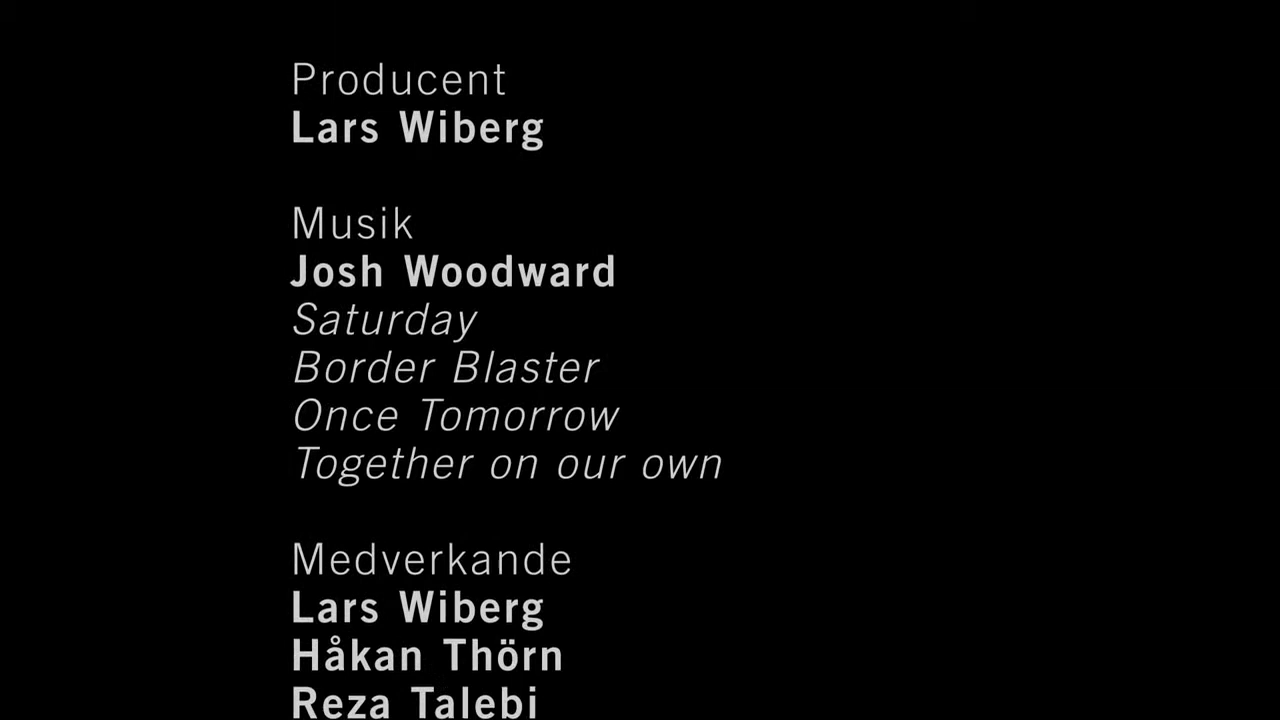 Producent
Lars Wiberg
Musik
Josh Woodward
Saturday
Border Blaster
Once Tomorrow
Together on our own
Medverkande
Lars Wiberg
Håkan Thörn
Reza Talebi